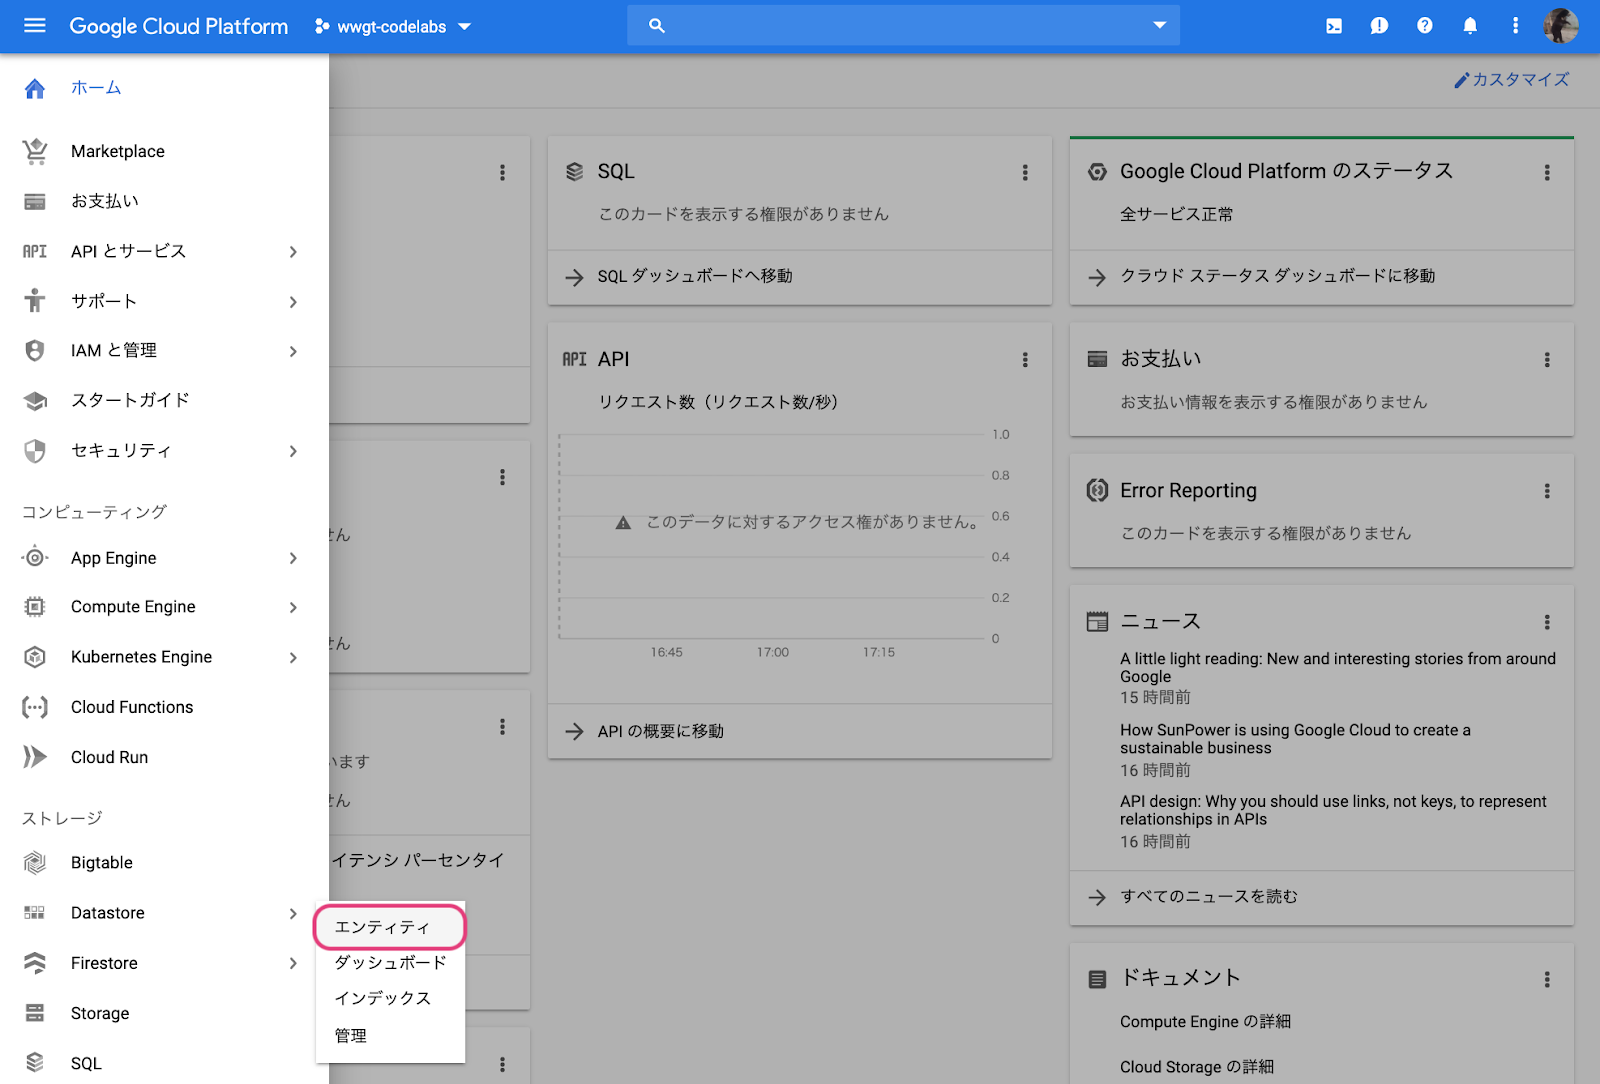 Google Cloud Platform
wwgt-codelabs
カスタマイズ
ホーム
Marketplace
お支払い
API
API とサービス
サポート
IAM と管理
スタートガイド
セキュリティ
コンピューティング
App Engine
Compute Engine
Kubernetes Engine
Cloud Functions
Cloud Run
ストレージ
Bigtable
Datastore
Firestore
Storage
SQL
エンティティ
ダッシュボード
インデックス
管理
せん
せん
います
せん
イテンシ パーセンタイ
SQL
このカードを表示する権限がありません
SQL ダッシュボードへ移動
API
API
リクエスト数（リクエスト数/秒）
1.0
0.8
このデータに対するアクセス権がありません。
0.6
0.4
0.2
0
16:45
17:00
17:15
API の概要に移動
Google Cloud Platform のステータス
全サービス正常
クラウド ステータス ダッシュボードに移動
お支払い
お支払い情報を表示する権限がありません
Error Reporting
このカードを表示する権限がありません
ニュース
A little light reading: New and interesting stories from around
Google
15 時間前
How SunPower is using Google Cloud to create a
sustainable business
16 時間前
API design: Why you should use links, not keys, to represent
relationships in APIs
16 時間前
すべてのニュースを読む
ドキュメント
Compute Engine の詳細
Cloud Storage の詳細